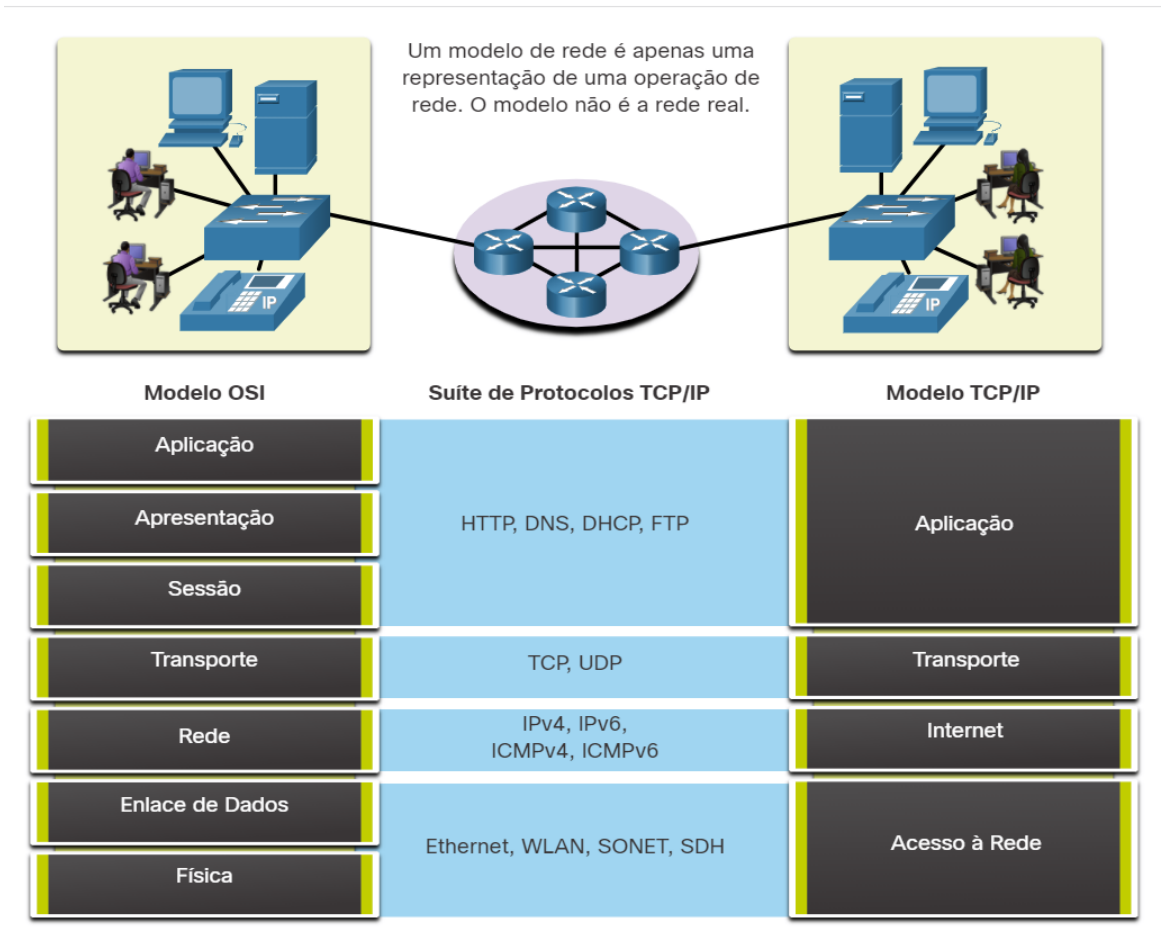 Um modelo de rede é apenas uma
representação de uma operação de
rede. O modelo não é a rede real.
IP
IP
Modelo OSI
Suíte de Protocolos TCP/IP
Modelo TCP/IP
Aplicação
Apresentação
Sessão
HTTP, DNS, DHCP, FTP
Aplicação
Transporte
TCP, UDP
Transporte
Rede
IPv4, IPv6,
ICMPv4, ICMPv6
Internet
Enlace de Dados
Física
Ethernet, WLAN, SONET, SDH
Acesso à Rede